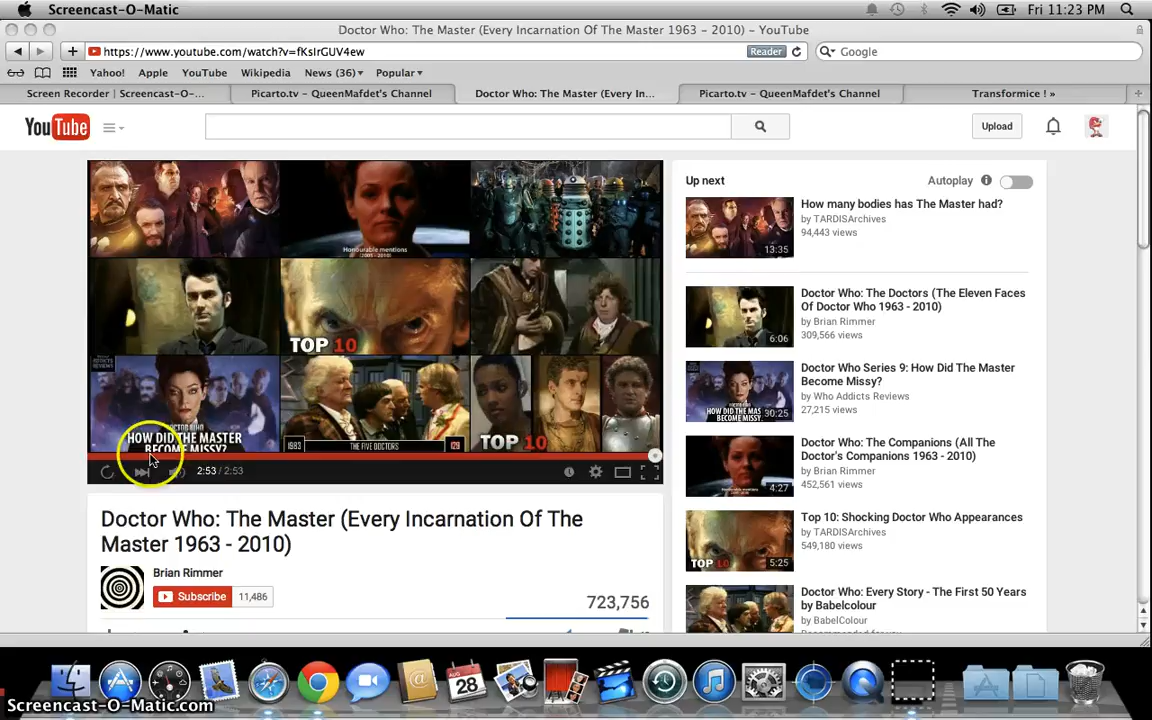 Screencast-O-Matic
Fri 11:23 PM
Doctor Who: The Master (Every Incarnation Of The Master 1963 – 2010) – YouTube
https://www.youtube.com/watch?v=fKsIrGUV4ew
Reader
Google
Yahoo!
Apple
YouTube
Wikipedia
News (36)
Popular
Screen Recorder | Screencast-O-...
Picarto.tv - QueenMafdet's Channel
Doctor Who: The Master (Every In...
Picarto.tv - QueenMafdet's Channel
Transformice ! »
YouTube
Upload
Honourable mentions
(2005 - 2010)
TOP 10
HOW DID THE MASTER
BECOME MISSY?
1983
THE FIVE DOCTORS
129
TOP 10
2:53 / 2:53
Doctor Who: The Master (Every Incarnation Of The
Master 1963 - 2010)
Brian Rimmer
Subscribe
11,486
723,756
Up next
Autoplay
How many bodies has The Master had?
by TARDISArchives
94,443 views
13:35
Doctor Who: The Doctors (The Eleven Faces
Of Doctor Who 1963 - 2010)
by Brian Rimmer
309,566 views
6:06
Doctor Who Series 9: How Did The Master
Become Missy?
by Who Addicts Reviews
27,215 views
30:25
Doctor Who: The Companions (All The
Doctor's Companions 1963 - 2010)
by Brian Rimmer
452,561 views
4:27
Top 10: Shocking Doctor Who Appearances
by TARDISArchives
549,180 views
TOP 10
5:25
Doctor Who: Every Story - The First 50 Years
by Babelcolour
by BabelColour
AUG
28
Screencast-O-Matic.com